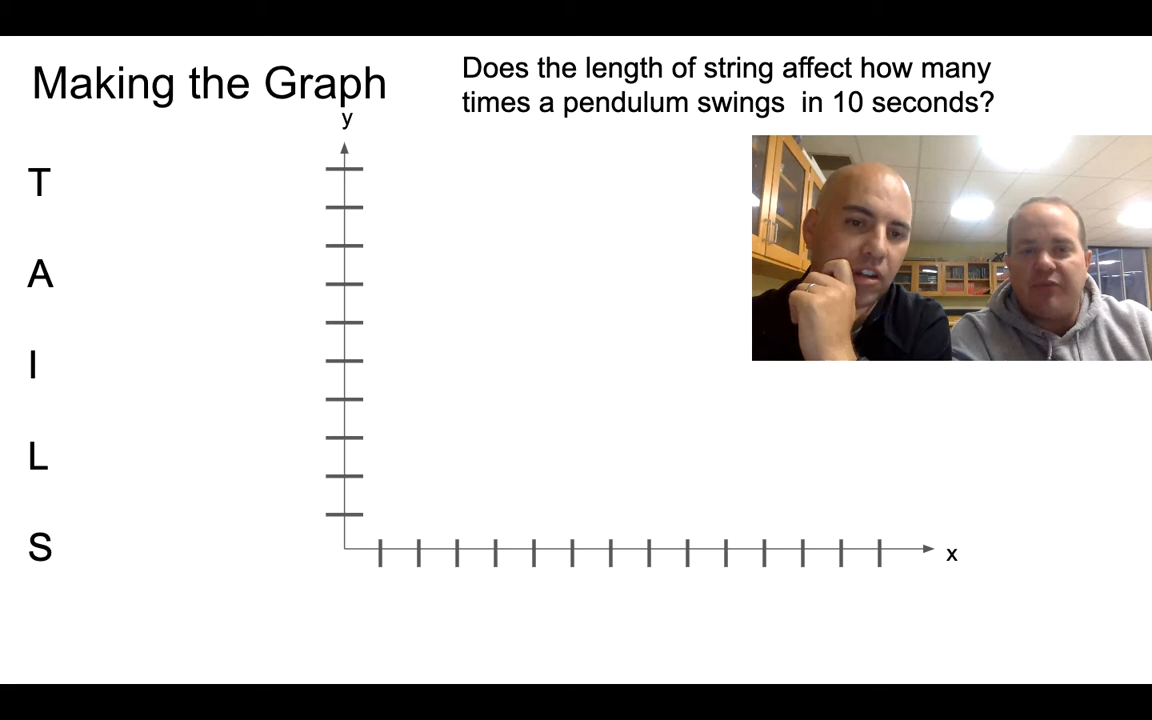 Making the Graph
Does the length of string affect how many
times a pendulum swings  in 10 seconds?
y
T
A
I
L
S
x